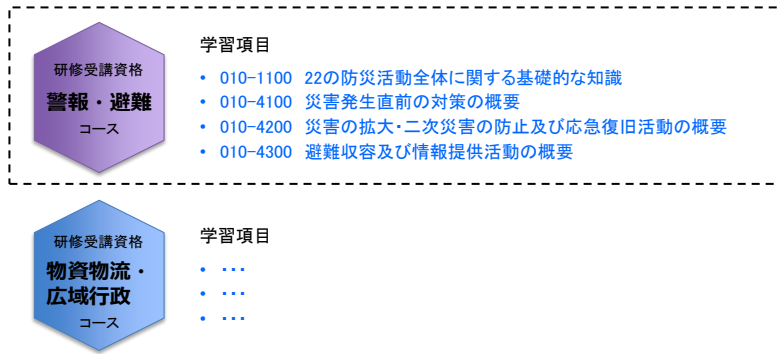 研修受講資格
警報・避難
コース
学習項目
• 010-1100 22の防災活動全体に関する基礎的な知識
• 010-4100 災害発生直前の対策の概要
• 010-4200 災害の拡大・二次災害の防止及び応急復旧活動の概要
• 010-4300 避難収容及び情報提供活動の概要
研修受講資格
物資物流・
広域行政
コース
学習項目
• ・・・
• ・・・
• ・・・